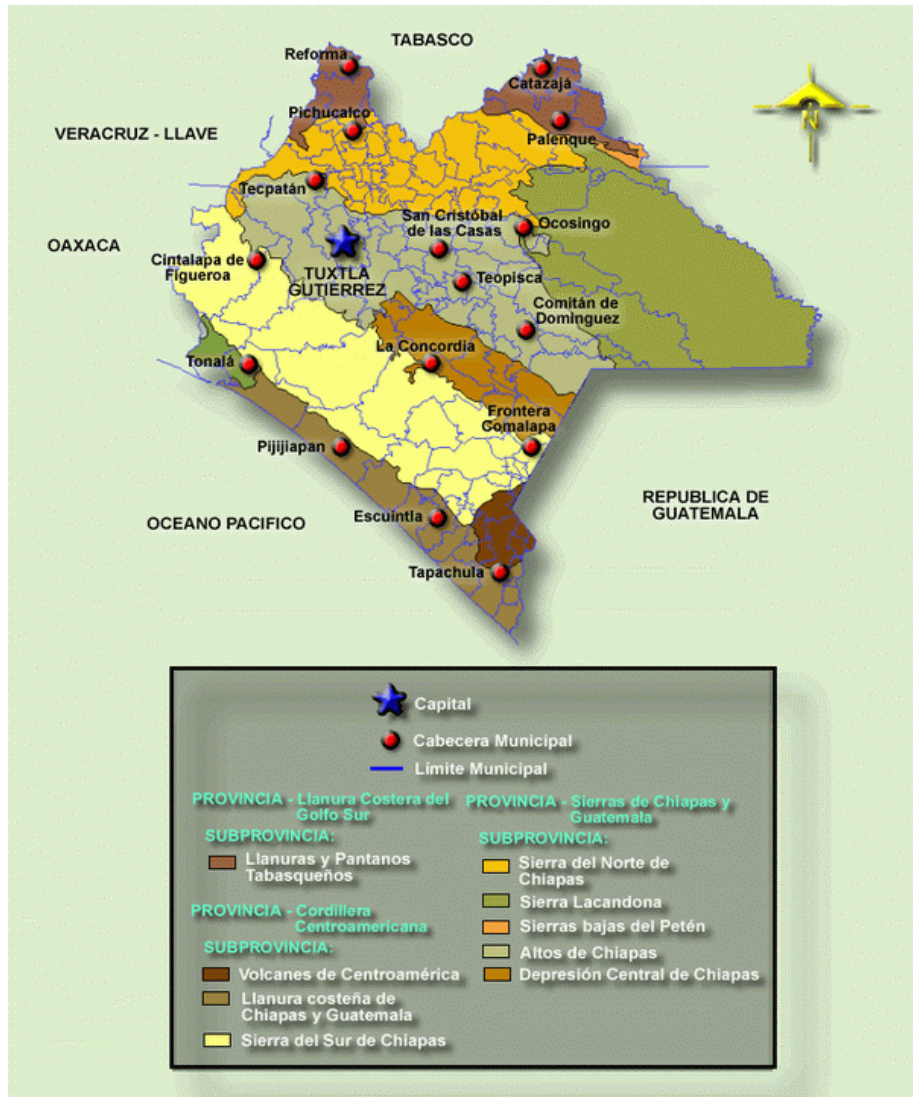 TABASCO
Reforma
Catazajá
Pichucalco
VERACRUZ - LLAVE
Palenque
N
Tecpatán
San Cristóbal
de las Casas
Ocosingo
OAXACA
Cintalapa de
Figueroa
TUXTLA
GUTIERREZ
Teopisca
Comitán de
Dominguez
La Concordia
Tonalá
Frontera
Comalapa
Pijijiapan
REPUBLICA DE
GUATEMALA
OCEANO PACIFICO
Escuintla
Tapachula
Capital
Cabecera Municipal
Límite Municipal
PROVINCIA - Llanura Costera del
Golfo Sur
SUBPROVINCIA:
Llanuras y Pantanos
Tabasqueños
PROVINCIA - Cordillera
Centroamericana
SUBPROVINCIA:
Volcanes de Centroamérica
Llanura costeña de
Chiapas y Guatemala
Sierra del Sur de Chiapas
PROVINCIA - Sierras de Chiapas y
Guatemala
SUBPROVINCIA:
Sierra del Norte de
Chiapas
Sierra Lacandona
Sierras bajas del Petén
Altos de Chiapas
Depresión Central de Chiapas